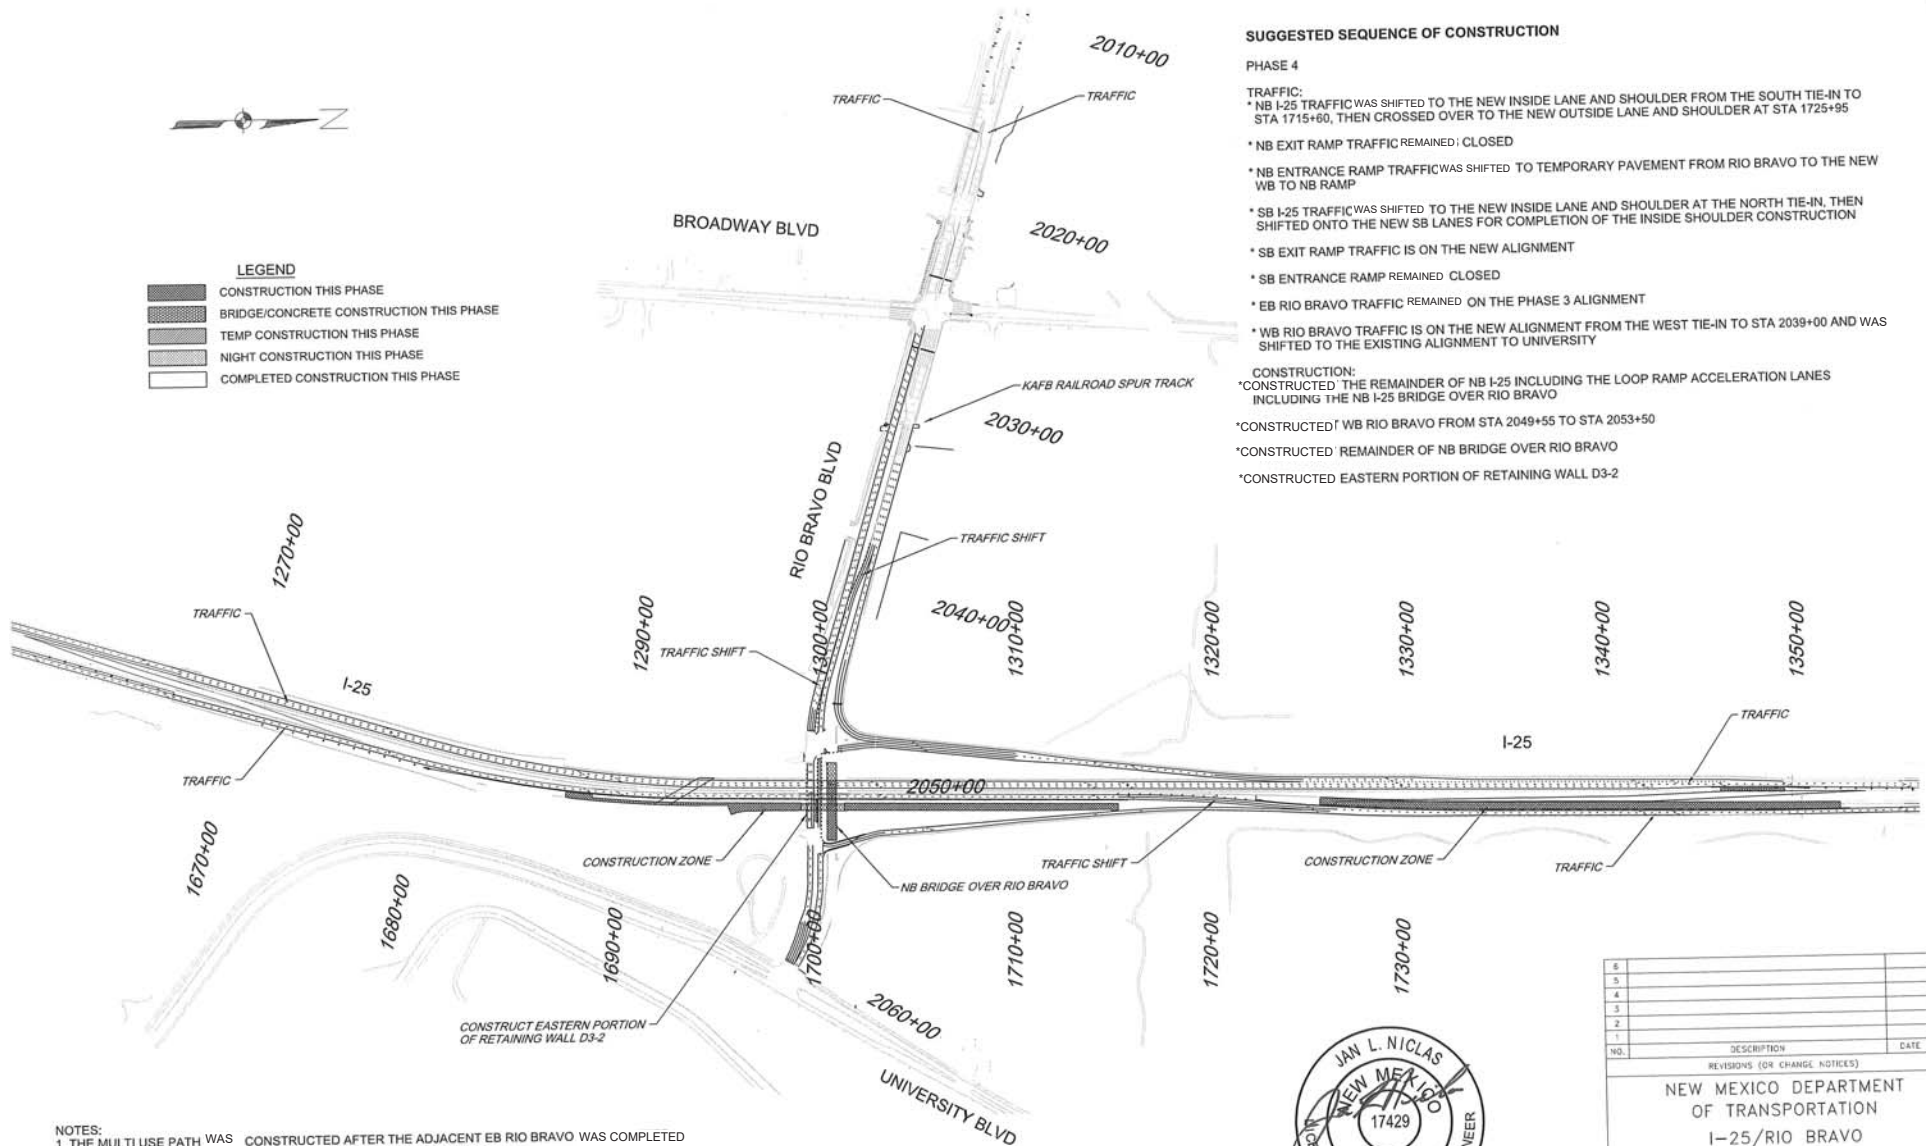 SUGGESTED SEQUENCE OF CONSTRUCTION
PHASE 4
TRAFFIC:
* NB I-25 TRAFFIC WAS SHIFTED TO THE NEW INSIDE LANE AND SHOULDER FROM THE SOUTH TIE-IN TO
STA 1715+60, THEN CROSSED OVER TO THE NEW OUTSIDE LANE AND SHOULDER AT STA 1725+95
* NB EXIT RAMP TRAFFIC REMAINED CLOSED
* NB ENTRANCE RAMP TRAFFIC WAS SHIFTED TO TEMPORARY PAVEMENT FROM RIO BRAVO TO THE NEW
WB TO NB RAMP
* SB I-25 TRAFFIC WAS SHIFTED TO THE NEW INSIDE LANE AND SHOULDER AT THE NORTH TIE-IN, THEN
SHIFTED ONTO THE NEW SB LANES FOR COMPLETION OF THE INSIDE SHOULDER CONSTRUCTION
* SB EXIT RAMP TRAFFIC IS ON THE NEW ALIGNMENT
* SB ENTRANCE RAMP REMAINED CLOSED
* EB RIO BRAVO TRAFFIC REMAINED ON THE PHASE 3 ALIGNMENT
* WB RIO BRAVO TRAFFIC IS ON THE NEW ALIGNMENT FROM THE WEST TIE-IN TO STA 2039+00 AND WAS
SHIFTED TO THE EXISTING ALIGNMENT TO UNIVERSITY
CONSTRUCTION:
*CONSTRUCTED THE REMAINDER OF NB I-25 INCLUDING THE LOOP RAMP ACCELERATION LANES
INCLUDING THE NB I-25 BRIDGE OVER RIO BRAVO
*CONSTRUCTED WB RIO BRAVO FROM STA 2049+55 TO STA 2053+50
*CONSTRUCTED REMAINDER OF NB BRIDGE OVER RIO BRAVO
*CONSTRUCTED EASTERN PORTION OF RETAINING WALL D3-2
Z
LEGEND
CONSTRUCTION THIS PHASE
BRIDGE/CONCRETE CONSTRUCTION THIS PHASE
TEMP CONSTRUCTION THIS PHASE
NIGHT CONSTRUCTION THIS PHASE
COMPLETED CONSTRUCTION THIS PHASE
2010+00
TRAFFIC
TRAFFIC
BROADWAY BLVD
2020+00
KAFB RAILROAD SPUR TRACK
2030+00
RIO BRAVO BLVD
TRAFFIC SHIFT
2040+00
1270+00
1290+00
1300+00
1310+00
1320+00
1330+00
1340+00
1350+00
TRAFFIC
TRAFFIC SHIFT
I-25
TRAFFIC
I-25
TRAFFIC
2050+00
CONSTRUCTION ZONE
TRAFFIC SHIFT
CONSTRUCTION ZONE
TRAFFIC
NB BRIDGE OVER RIO BRAVO
1670+00
1680+00
1690+00
1700+00
1710+00
1720+00
1730+00
2060+00
CONSTRUCT EASTERN PORTION
OF RETAINING WALL D3-2
UNIVERSITY BLVD
NOTES:
1. THE MULTI USE PATH WAS CONSTRUCTED AFTER THE ADJACENT EB RIO BRAVO WAS COMPLETED
JAN L. NICLAS
NEW MEXICO
17429
6
5
4
3
2
1
NO. DESCRIPTION DATE
REVISIONS (OR CHANGE NOTICES)
NEW MEXICO DEPARTMENT
OF TRANSPORTATION
I-25/RIO BRAVO